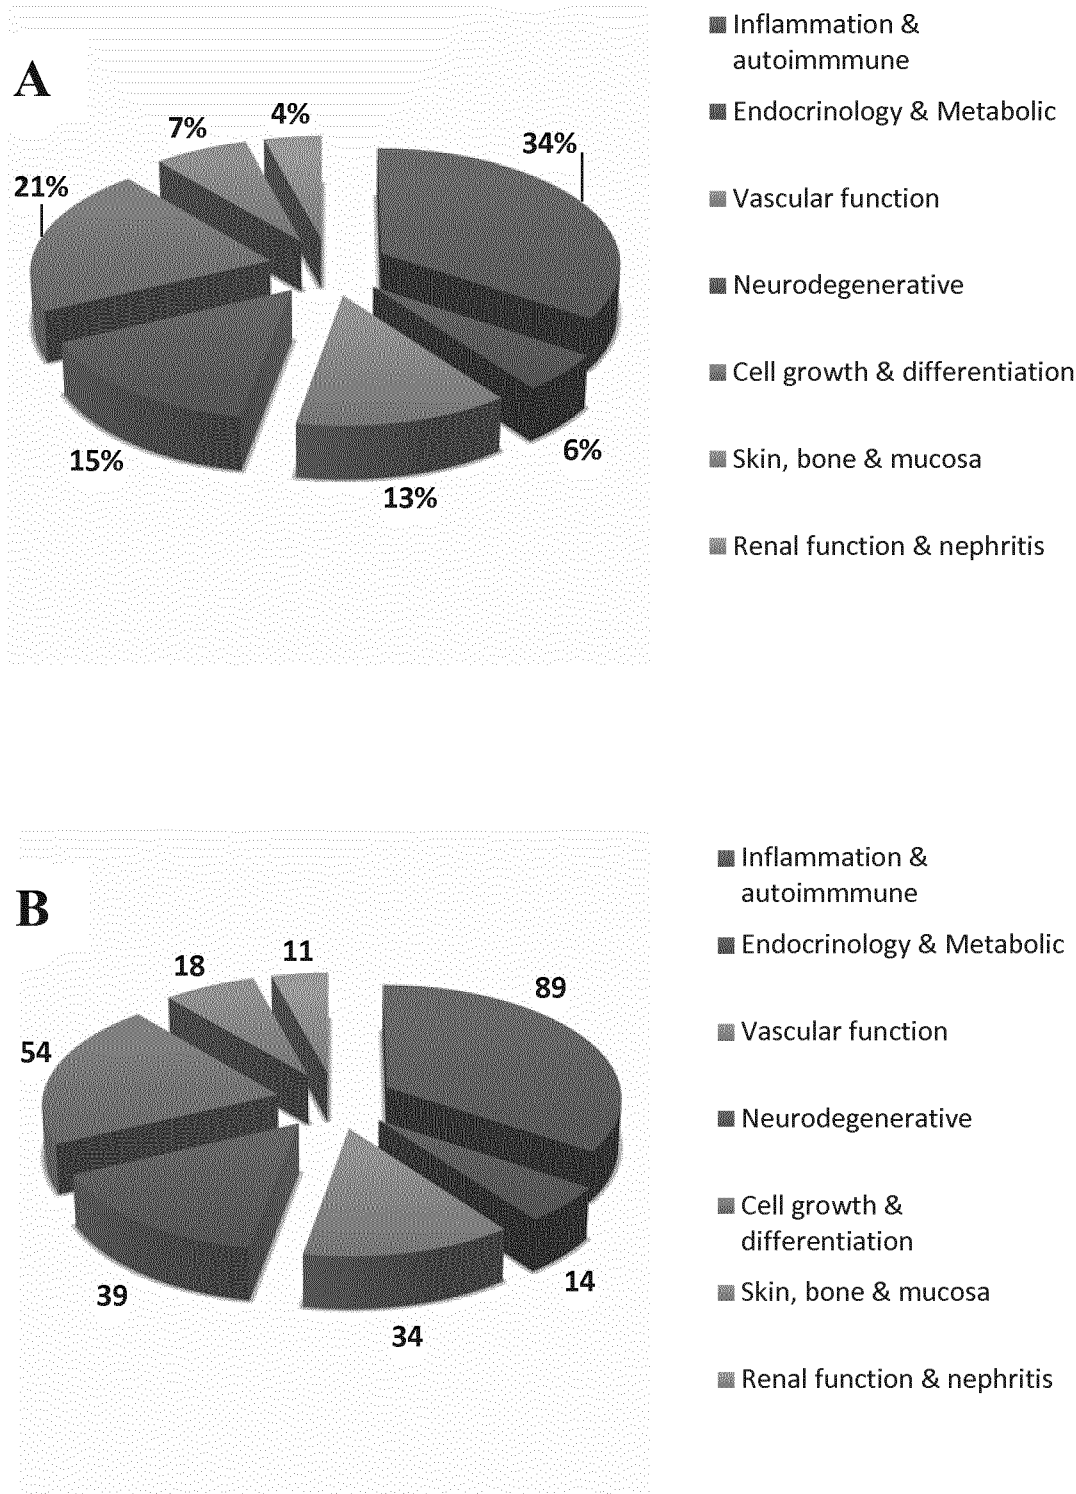 A
4%
7%
34%
21%
6%
15%
13%
Inflammation &
autoimmmune
Endocrinology & Metabolic
Vascular function
Neurodegenerative
Cell growth & differentiation
Skin, bone & mucosa
Renal function & nephritis
B
11
18
89
54
14
39
34
Inflammation &
autoimmmune
Endocrinology & Metabolic
Vascular function
Neurodegenerative
Cell growth &
differentiation
Skin, bone & mucosa
Renal function & nephritis